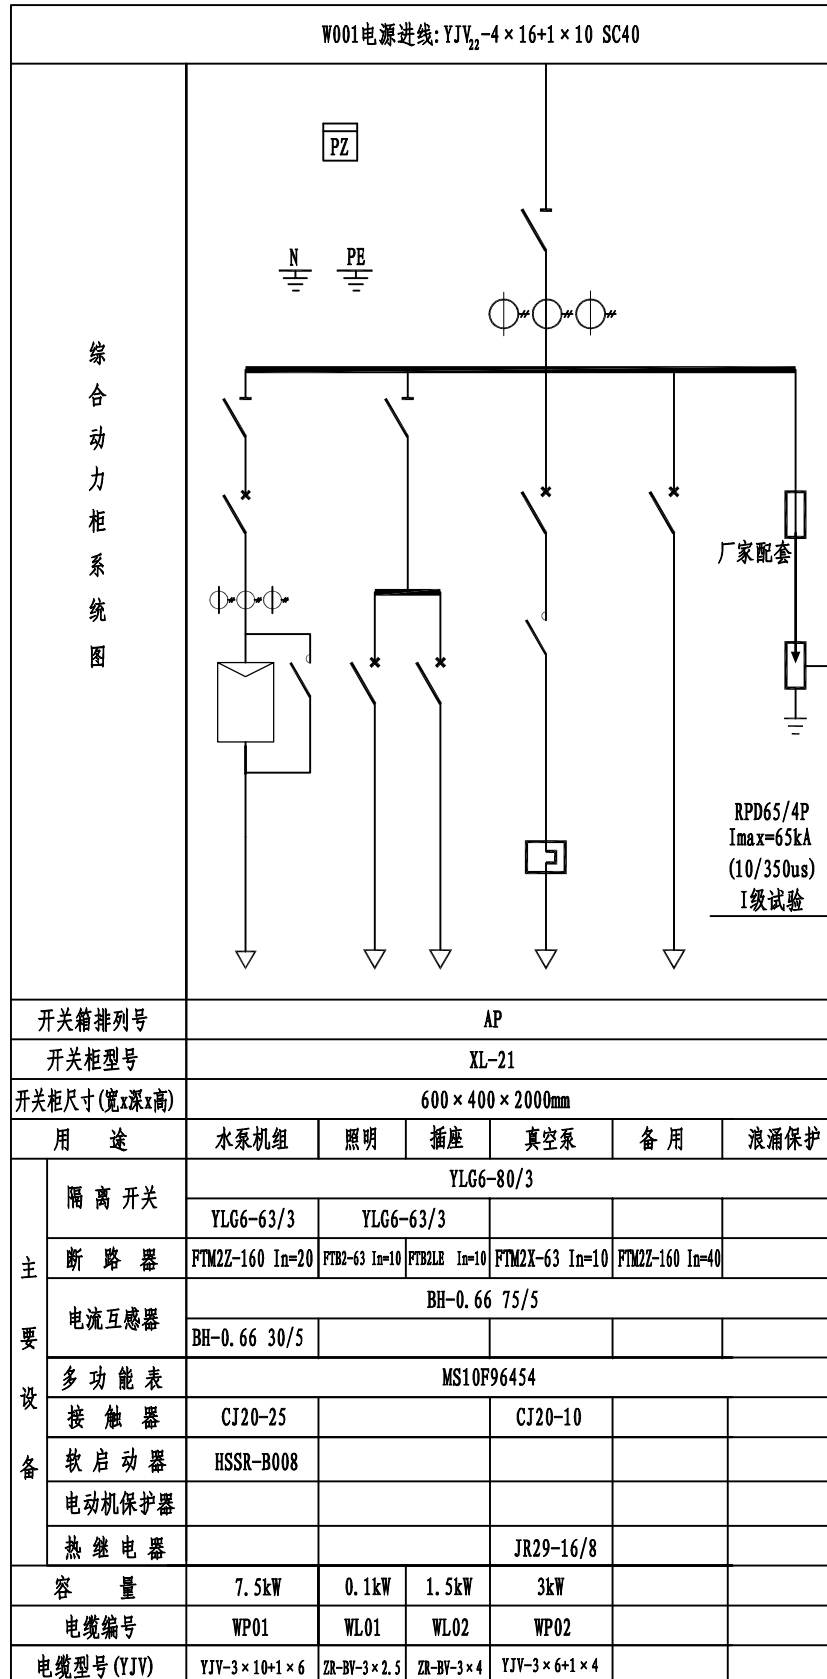 W001电源进线:YJV22-4×16+1×10 SC40
PZ
N PE
综合动力柜系统图
厂家配套
RPD65/4P
Imax=65kA
(10/350us)
I级试验
开关箱排列号 AP
开关柜型号 XL-21
开关柜尺寸(宽x深x高) 600×400×2000mm
用 途 水泵机组 照明 插座 真空泵 备用 浪涌保护
主要设备
隔离开关 YLG6-80/3
YLG6-63/3 YLG6-63/3
断路器 FTM2Z-160 In=20 FTB2-63 In=10 FTB2LE In=10 FTM2X-63 In=10 FTM2Z-160 In=40
电流互感器 BH-0.66 75/5
BH-0.66 30/5
多功能表 MS10F96454
接触器 CJ20-25 CJ20-10
软启动器 HSSR-B008
电动机保护器
热继电器 JR29-16/8
容 量 7.5kW 0.1kW 1.5kW 3kW
电缆编号 WP01 WL01 WL02 WP02
电缆型号(YJV) YJV-3×10+1×6 ZR-BV-3×2.5 ZR-BV-3×4 YJV-3×6+1×4